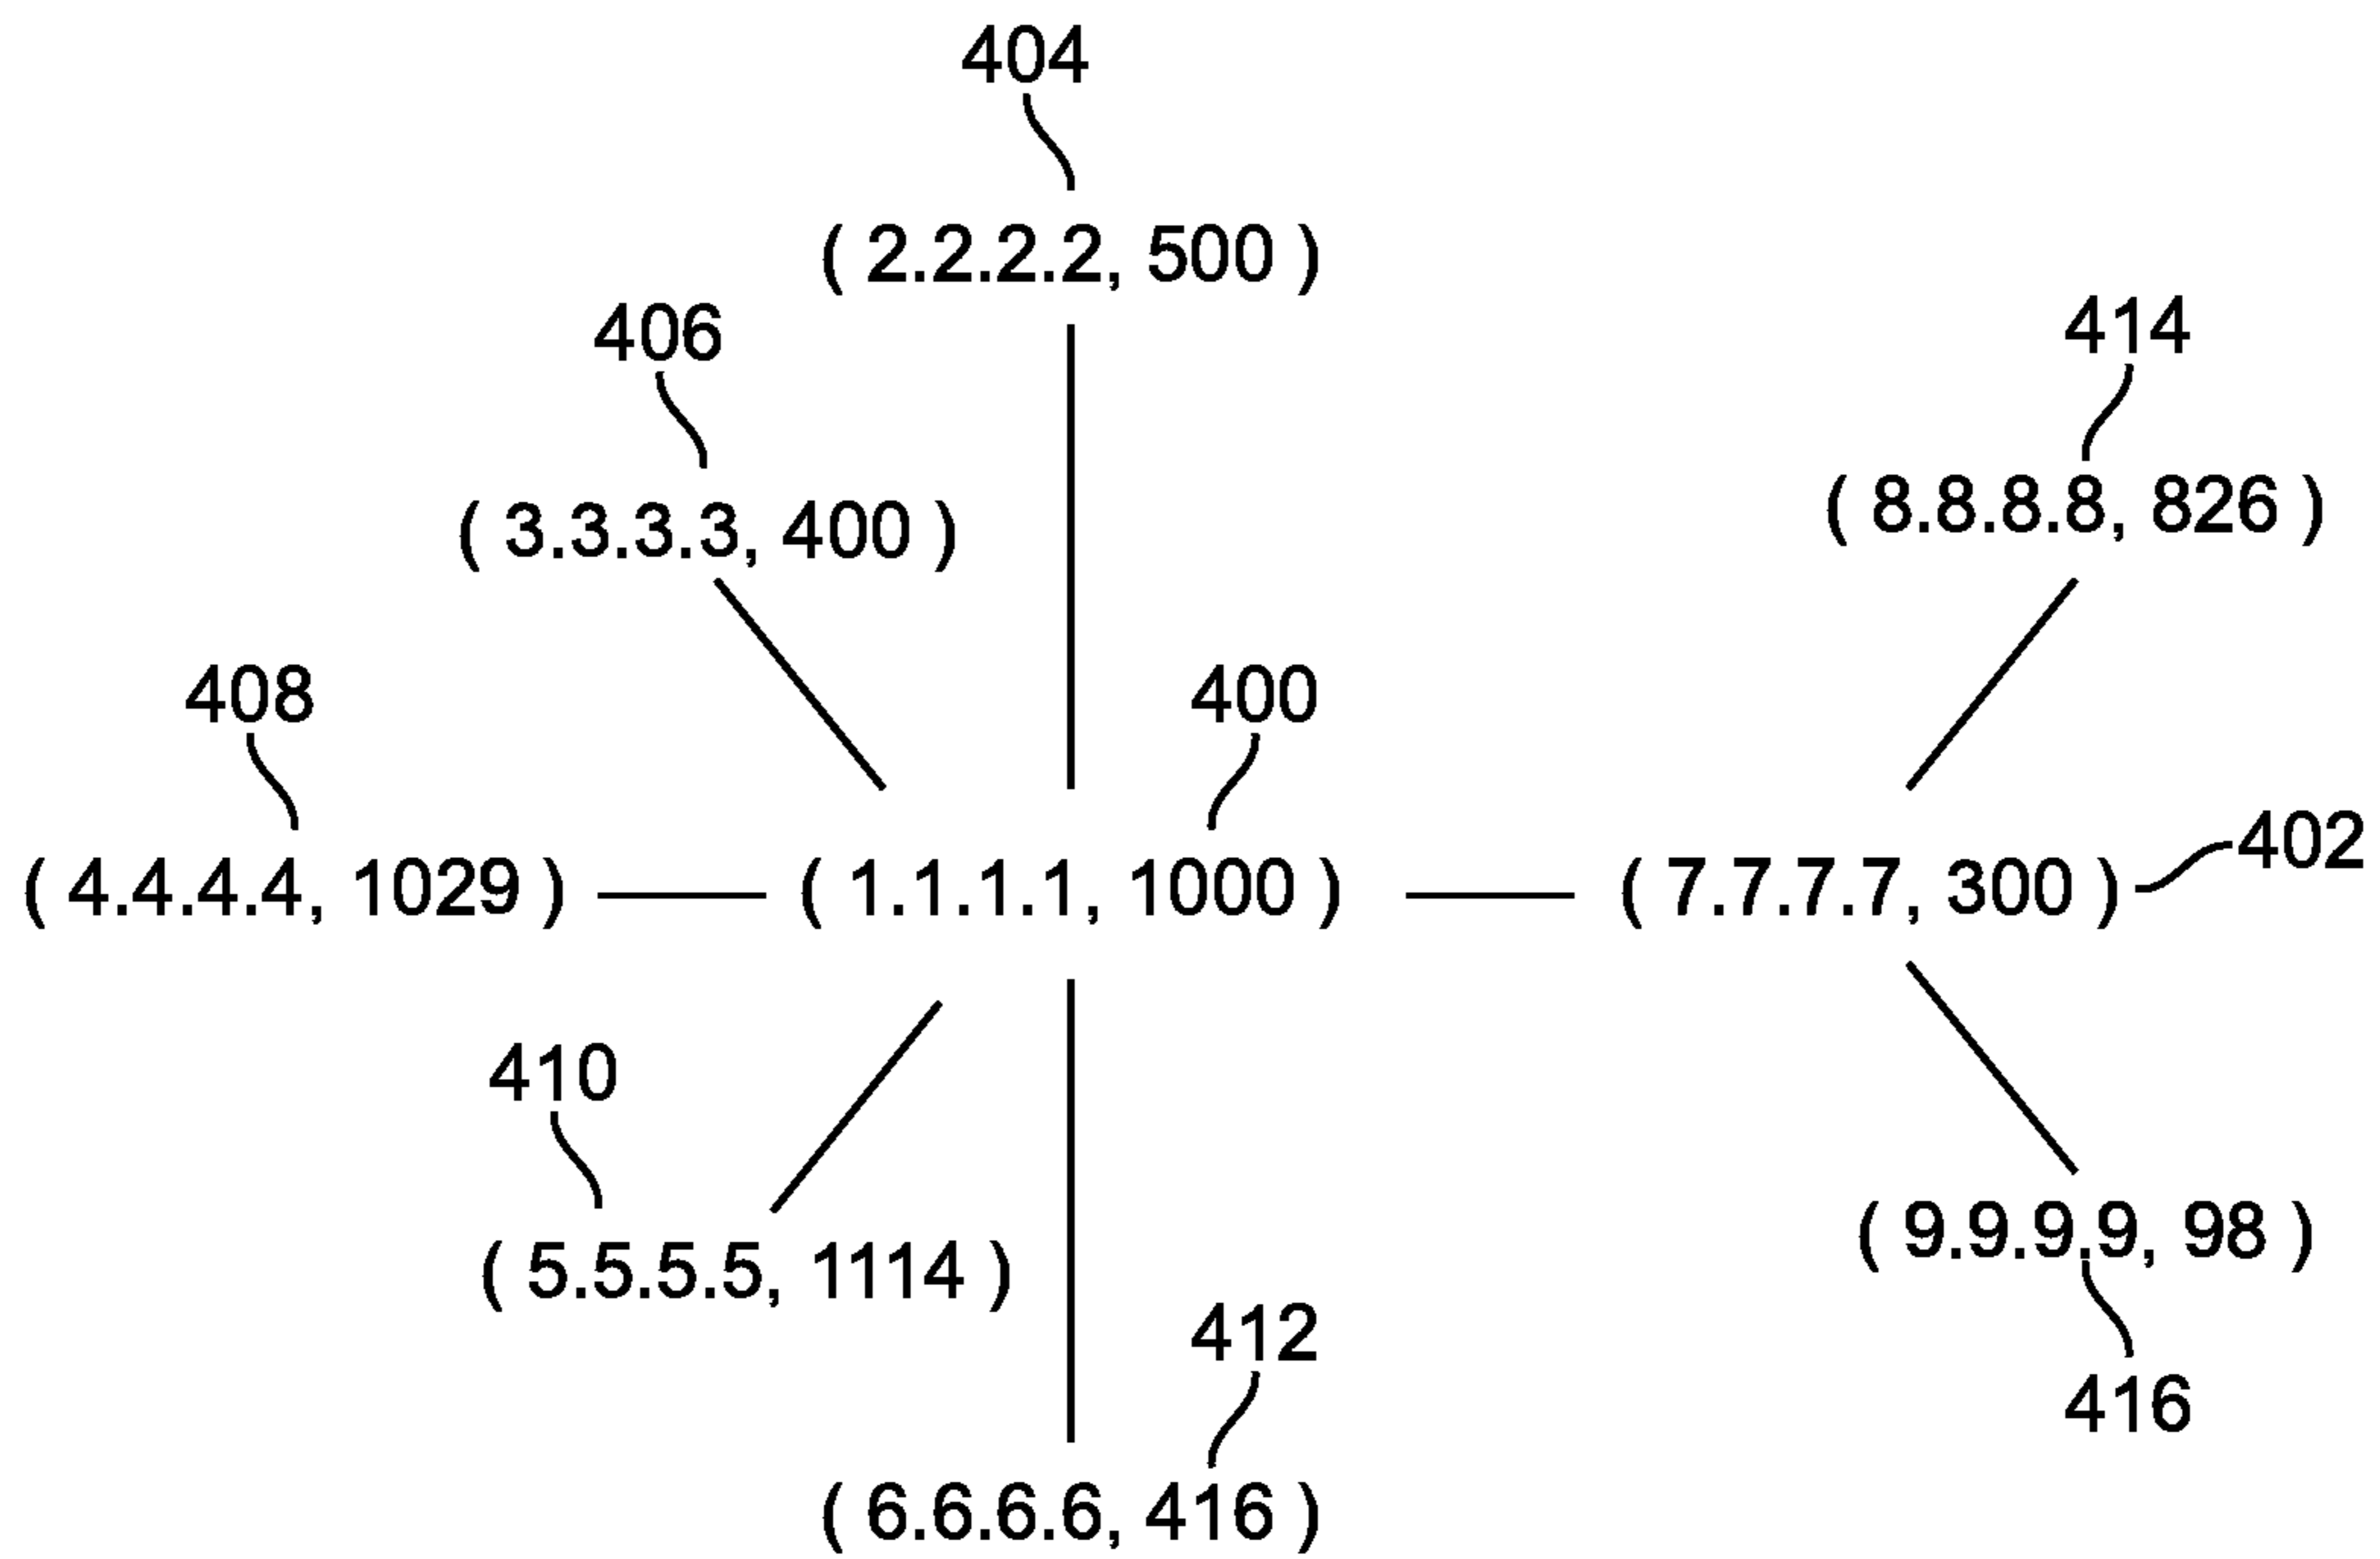 404
( 2.2.2.2, 500 )
406
414
( 3.3.3.3, 400 )
( 8.8.8.8, 826 )
408
400
402
( 4.4.4.4, 1029 )
( 1.1.1.1, 1000 )
( 7.7.7.7, 300 )
410
( 5.5.5.5, 1114 )
( 9.9.9.9, 98 )
412
416
( 6.6.6.6, 416 )